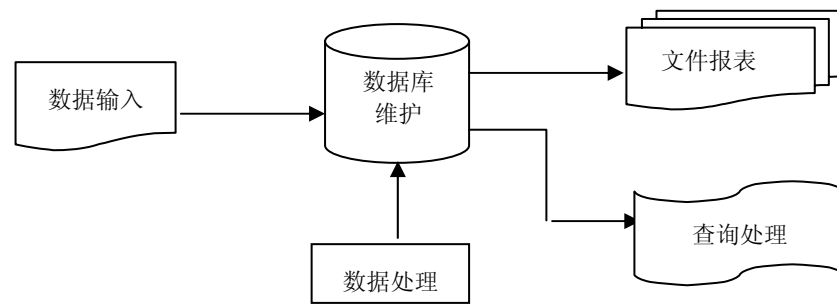 数据输入
数据库
维护
文件报表
查询处理
数据处理